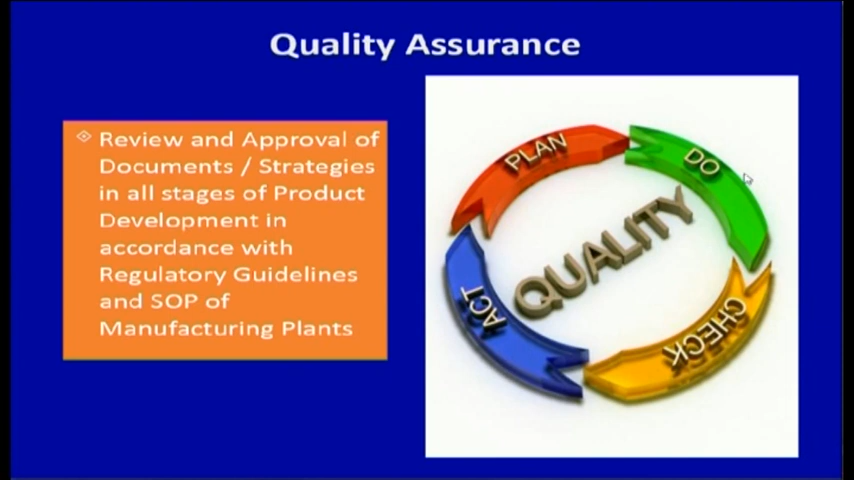 Quality Assurance
Review and Approval of
Documents / Strategies
in all stages of Product
Development in
accordance with
Regulatory Guidelines
and SOP of
Manufacturing Plants
PLAN
DO
QUALITY
ACT
CHECK